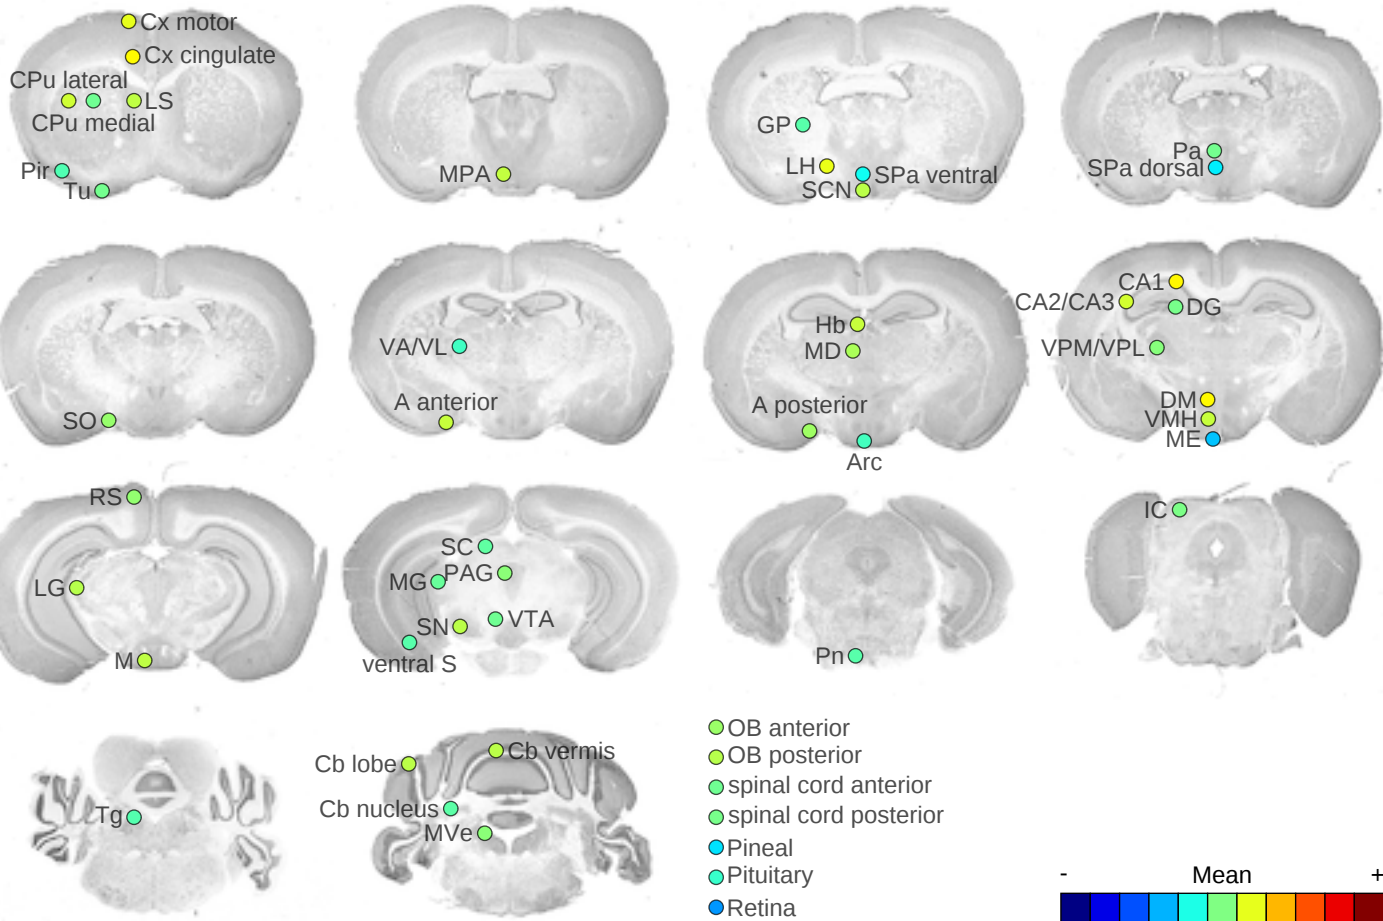 Cx motor
Cx cingulate
CPu lateral
LS
CPu medial
Pir
Tu
MPA
GP
LH
SPa ventral
SCN
Pa
SPa dorsal
SO
VA/VL
A anterior
Hb
MD
A posterior
Arc
CA1
CA2/CA3
DG
VPM/VPL
DM
VMH
ME
RS
LG
M
SC
PAG
MG
VTA
SN
ventral S
Pn
IC
Tg
Cb lobe
Cb vermis
Cb nucleus
MVe
OB anterior
OB posterior
spinal cord anterior
spinal cord posterior
Pineal
Pituitary
Retina
- Mean +